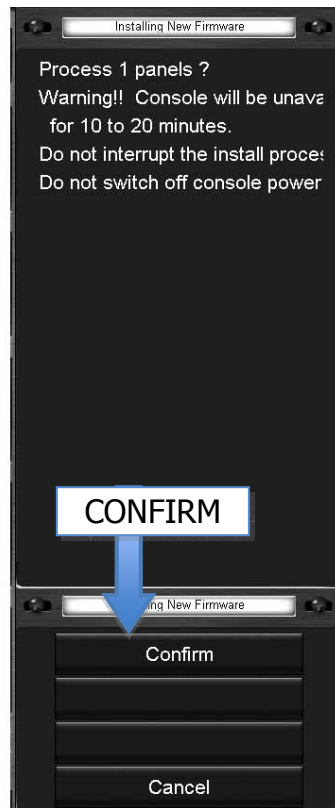 Installing New Firmware
Process 1 panels ?
Warning!! Console will be unava
for 10 to 20 minutes.
Do not interrupt the install proces
Do not switch off console power
CONFIRM
ng New Firmware
Confirm
Cancel